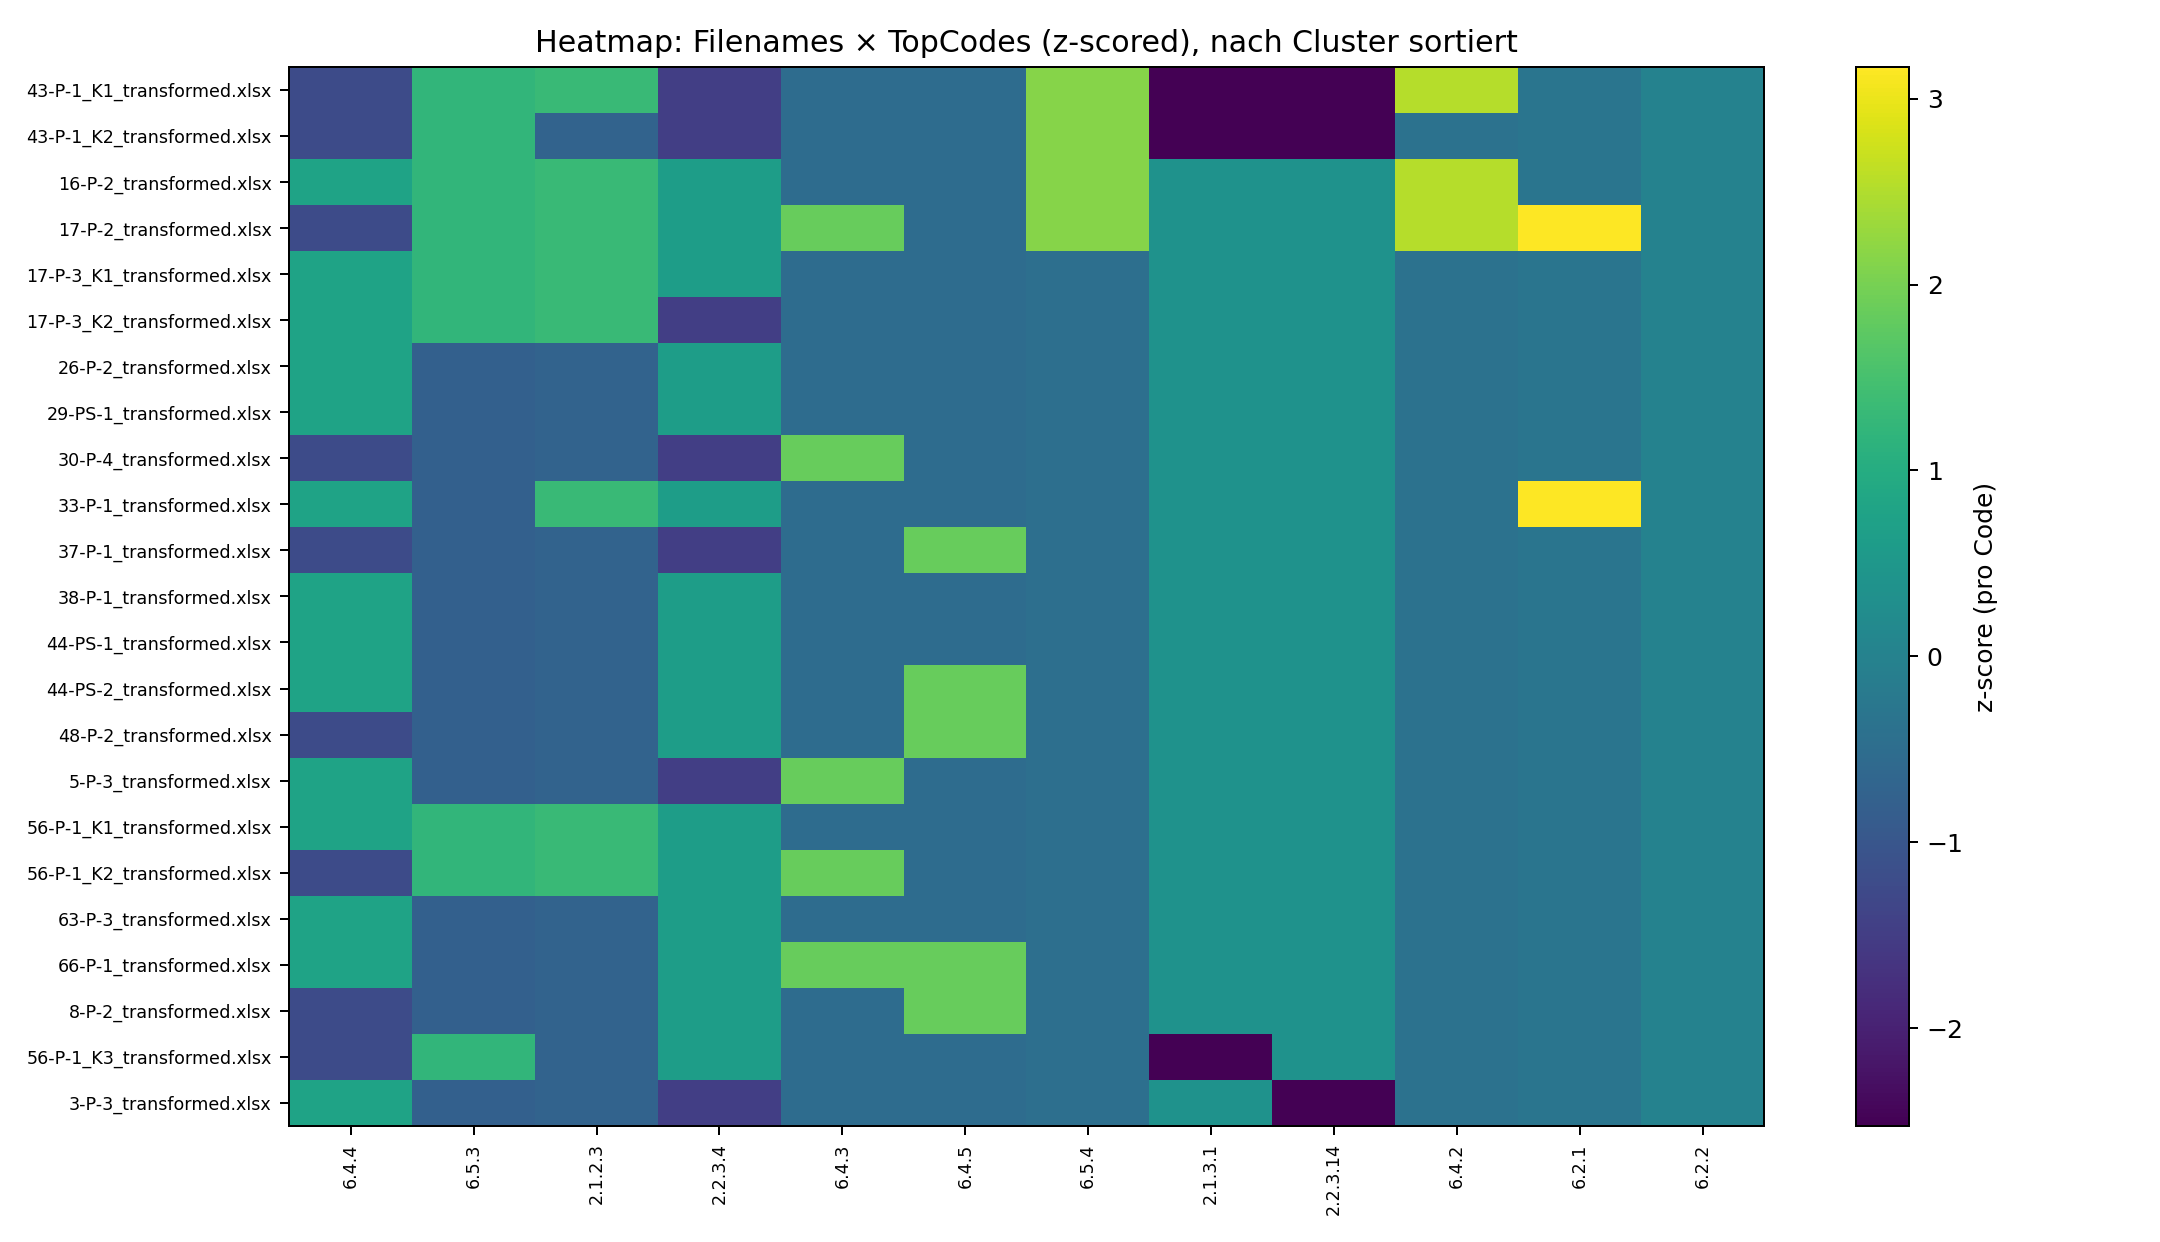 Heatmap: Filenames × TopCodes (z-scored), nach Cluster sortiert
43-P-1_K1_transformed.xlsx
43-P-1_K2_transformed.xlsx
16-P-2_transformed.xlsx
17-P-2_transformed.xlsx
17-P-3_K1_transformed.xlsx
17-P-3_K2_transformed.xlsx
26-P-2_transformed.xlsx
29-PS-1_transformed.xlsx
30-P-4_transformed.xlsx
33-P-1_transformed.xlsx
37-P-1_transformed.xlsx
38-P-1_transformed.xlsx
44-PS-1_transformed.xlsx
44-PS-2_transformed.xlsx
48-P-2_transformed.xlsx
5-P-3_transformed.xlsx
56-P-1_K1_transformed.xlsx
56-P-1_K2_transformed.xlsx
63-P-3_transformed.xlsx
66-P-1_transformed.xlsx
8-P-2_transformed.xlsx
56-P-1_K3_transformed.xlsx
3-P-3_transformed.xlsx
6.4.4
6.5.3
2.1.2.3
2.2.3.4
6.4.3
6.4.5
6.5.4
2.1.3.1
2.2.3.14
6.4.2
6.2.1
6.2.2
3
2
1
0
−1
−2
z-score (pro Code)